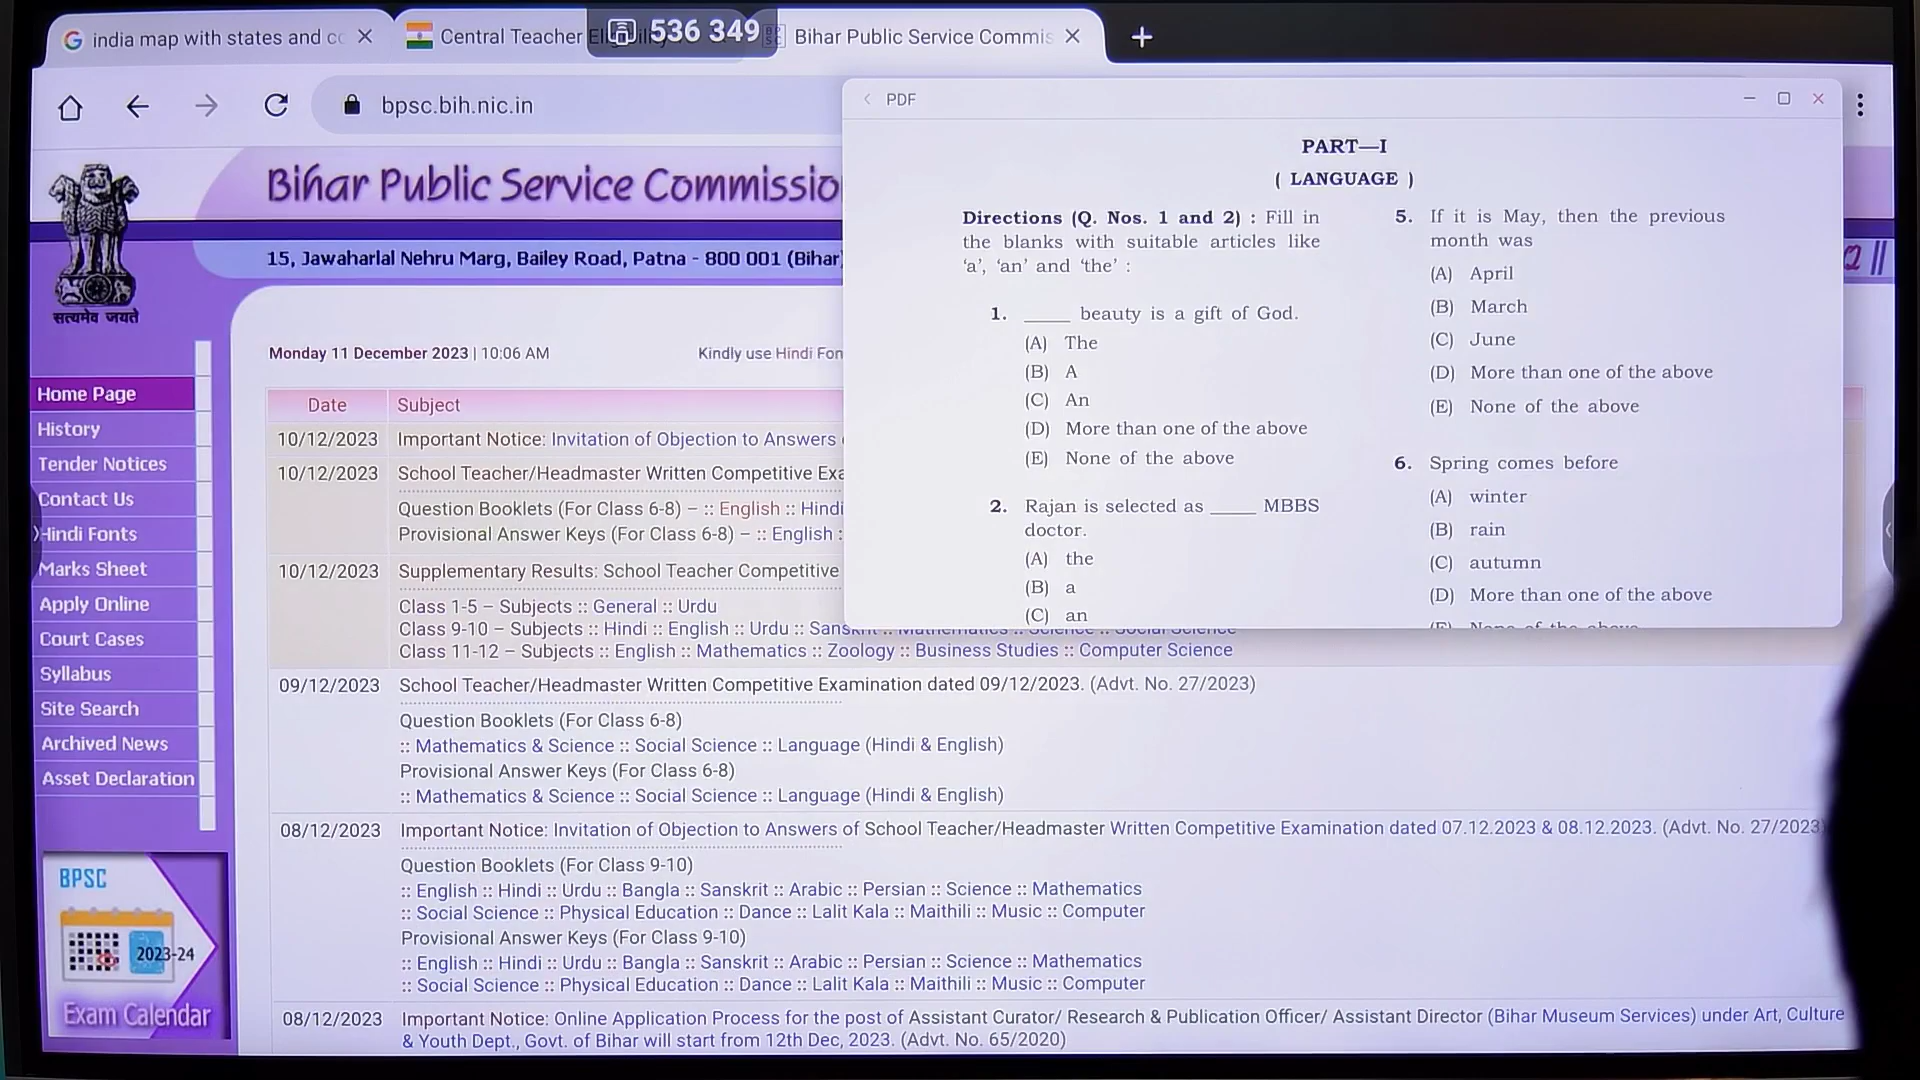 india map with states and
Central Teacher
536 349
Bihar Public Service Commis
bpsc.bih.nic.in
Bihar Public Service Commissio
15, Jawaharlal Nehru Marg, Bailey Road, Patna - 800 001 (Bihar)
सत्यमेव जयते
Monday 11 December 2023 | 10:06 AM
Kindly use Hindi Fon
Home Page
History
Tender Notices
Contact Us
Hindi Fonts
Marks Sheet
Apply Online
Court Cases
Syllabus
Site Search
Archived News
Asset Declaration
BPSC
2023-24
Exam Calendar
Date Subject
10/12/2023 Important Notice: Invitation of Objection to Answers
10/12/2023 School Teacher/Headmaster Written Competitive Exa
Question Booklets (For Class 6-8) – :: English :: Hindi
Provisional Answer Keys (For Class 6-8) – :: English :
10/12/2023 Supplementary Results: School Teacher Competitive
Class 1-5 – Subjects :: General :: Urdu
Class 9-10 – Subjects :: Hindi :: English :: Urdu :: Sanskrit :: Mathematics :: Science :: Social Science
Class 11-12 – Subjects :: English :: Mathematics :: Zoology :: Business Studies :: Computer Science
09/12/2023 School Teacher/Headmaster Written Competitive Examination dated 09/12/2023. (Advt. No. 27/2023)
Question Booklets (For Class 6-8)
:: Mathematics & Science :: Social Science :: Language (Hindi & English)
Provisional Answer Keys (For Class 6-8)
:: Mathematics & Science :: Social Science :: Language (Hindi & English)
08/12/2023 Important Notice: Invitation of Objection to Answers of School Teacher/Headmaster Written Competitive Examination dated 07.12.2023 & 08.12.2023. (Advt. No. 27/2023)
Question Booklets (For Class 9-10)
:: English :: Hindi :: Urdu :: Bangla :: Sanskrit :: Arabic :: Persian :: Science :: Mathematics
:: Social Science :: Physical Education :: Dance :: Lalit Kala :: Maithili :: Music :: Computer
Provisional Answer Keys (For Class 9-10)
:: English :: Hindi :: Urdu :: Bangla :: Sanskrit :: Arabic :: Persian :: Science :: Mathematics
:: Social Science :: Physical Education :: Dance :: Lalit Kala :: Maithili :: Music :: Computer
08/12/2023 Important Notice: Online Application Process for the post of Assistant Curator/ Research & Publication Officer/ Assistant Director (Bihar Museum Services) under Art, Culture
& Youth Dept., Govt. of Bihar will start from 12th Dec, 2023. (Advt. No. 65/2020)
PDF
PART—I
( LANGUAGE )
Directions (Q. Nos. 1 and 2) : Fill in
the blanks with suitable articles like
‘a’, ‘an’ and ‘the’ :
1. _____ beauty is a gift of God.
(A) The
(B) A
(C) An
(D) More than one of the above
(E) None of the above
2. Rajan is selected as _____ MBBS
doctor.
(A) the
(B) a
(C) an
5. If it is May, then the previous
month was
(A) April
(B) March
(C) June
(D) More than one of the above
(E) None of the above
6. Spring comes before
(A) winter
(B) rain
(C) autumn
(D) More than one of the above
(E) None of the above